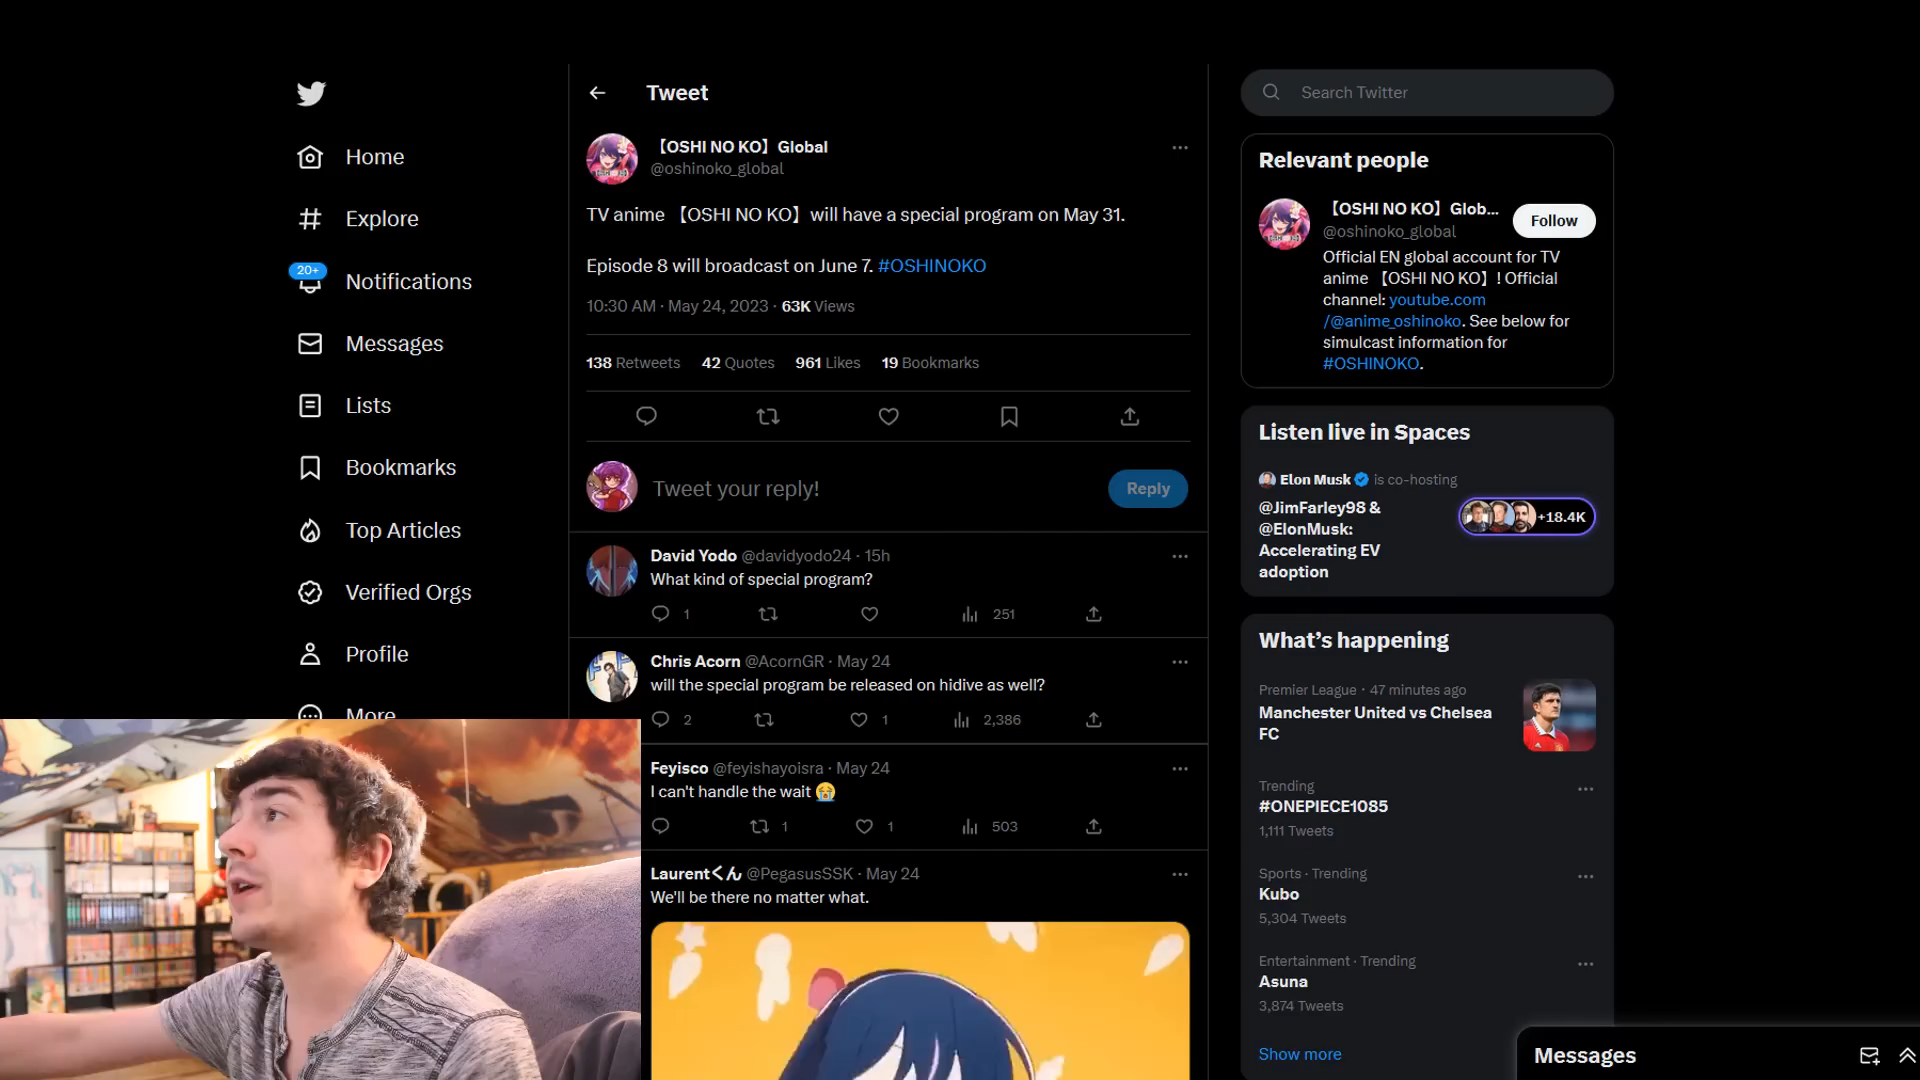 Home
Explore
20+
Notifications
Messages
Lists
Bookmarks
Top Articles
Verified Orgs
Profile
More
Tweet
【OSHI NO KO】Global
@oshinoko_global
TV anime 【OSHI NO KO】will have a special program on May 31.
Episode 8 will broadcast on June 7. #OSHINOKO
10:30 AM · May 24, 2023 · 63K Views
138 Retweets 42 Quotes 961 Likes 19 Bookmarks
Tweet your reply!
Reply
David Yodo @davidyodo24 · 15h
What kind of special program?
1 251
Chris Acorn @AcornGR · May 24
will the special program be released on hidive as well?
2 1 2,386
Feyisco @feyishayoisra · May 24
I can't handle the wait 😭
1 1 503
Laurentくん @PegasusSSK · May 24
We'll be there no matter what.
Search Twitter
Relevant people
【OSHI NO KO】Glob...
@oshinoko_global
Follow
Official EN global account for TV
anime 【OSHI NO KO】! Official
channel: youtube.com
/@anime_oshinoko. See below for
simulcast information for
#OSHINOKO.
Listen live in Spaces
Elon Musk is co-hosting
@JimFarley98 &
@ElonMusk:
Accelerating EV
adoption
+18.4K
What's happening
Premier League · 47 minutes ago
Manchester United vs Chelsea
FC
Trending
#ONEPIECE1085
1,111 Tweets
Sports · Trending
Kubo
5,304 Tweets
Entertainment · Trending
Asuna
3,874 Tweets
Show more
Messages